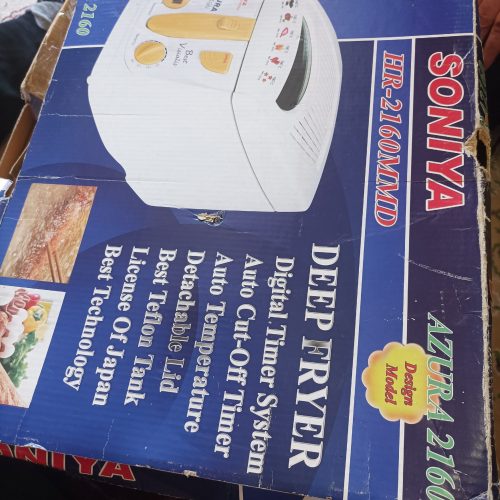 SONIYA
HR-2160MMD
AZURA 2160
Design
Model
DEEP FRYER
Digital Timer System
Auto Cut-Off Timer
Auto Temperature
Detachable Lid
Best Teflon Tank
License Of Japan
Best Technology
Best
2160
SONIYA